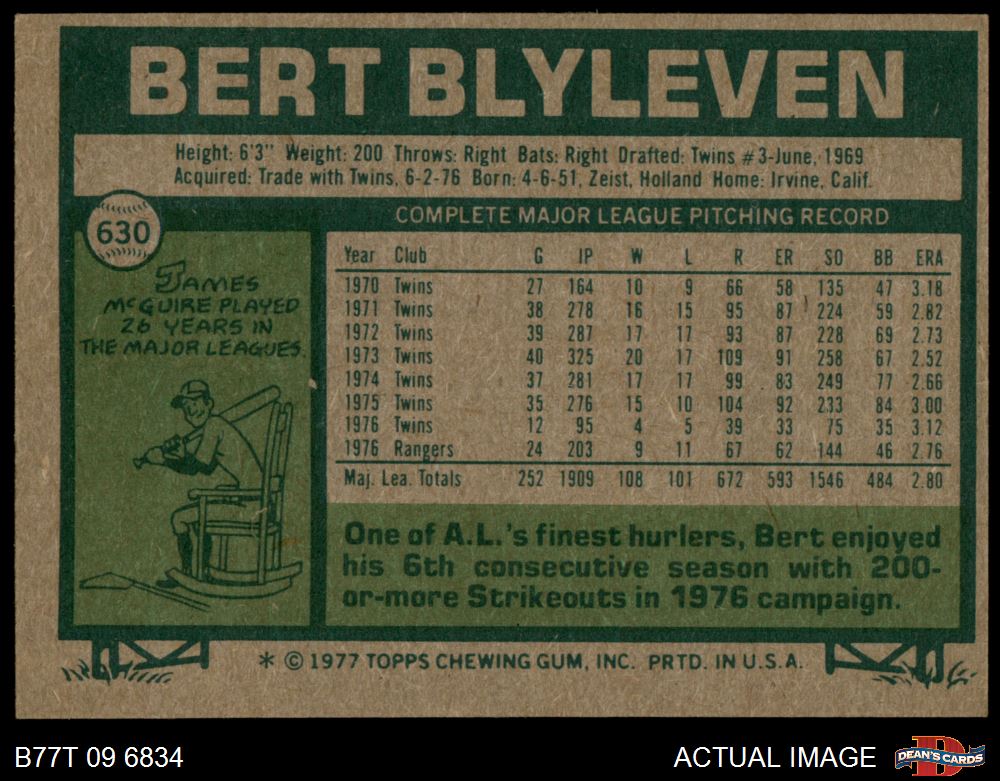 BERT BLYLEVEN
Height: 6'3" Weight: 200 Throws: Right Bats: Right Drafted: Twins #3-June, 1969
Acquired: Trade with Twins, 6-2-76 Born: 4-6-51, Zeist, Holland Home: Irvine, Calif.
630
JAMES
McGUIRE PLAYED
26 YEARS IN
THE MAJOR LEAGUES.
COMPLETE MAJOR LEAGUE PITCHING RECORD
Year Club G IP W L R ER SO BB ERA
1970 Twins 27 164 10 9 66 58 135 47 3.18
1971 Twins 38 278 16 15 95 87 224 59 2.82
1972 Twins 39 287 17 17 93 87 228 69 2.73
1973 Twins 40 325 20 17 109 91 258 67 2.52
1974 Twins 37 281 17 17 99 83 249 77 2.66
1975 Twins 35 276 15 10 104 92 233 84 3.00
1976 Twins 12 95 4 5 39 33 75 35 3.12
1976 Rangers 24 203 9 11 67 62 144 46 2.76
Maj. Lea. Totals 252 1909 108 101 672 593 1546 484 2.80
One of A.L.'s finest hurlers, Bert enjoyed
his 6th consecutive season with 200-
or-more Strikeouts in 1976 campaign.
* © 1977 TOPPS CHEWING GUM, INC. PRTD. IN U.S.A.
B77T 09 6834
ACTUAL IMAGE
D
DEAN'S CARDS